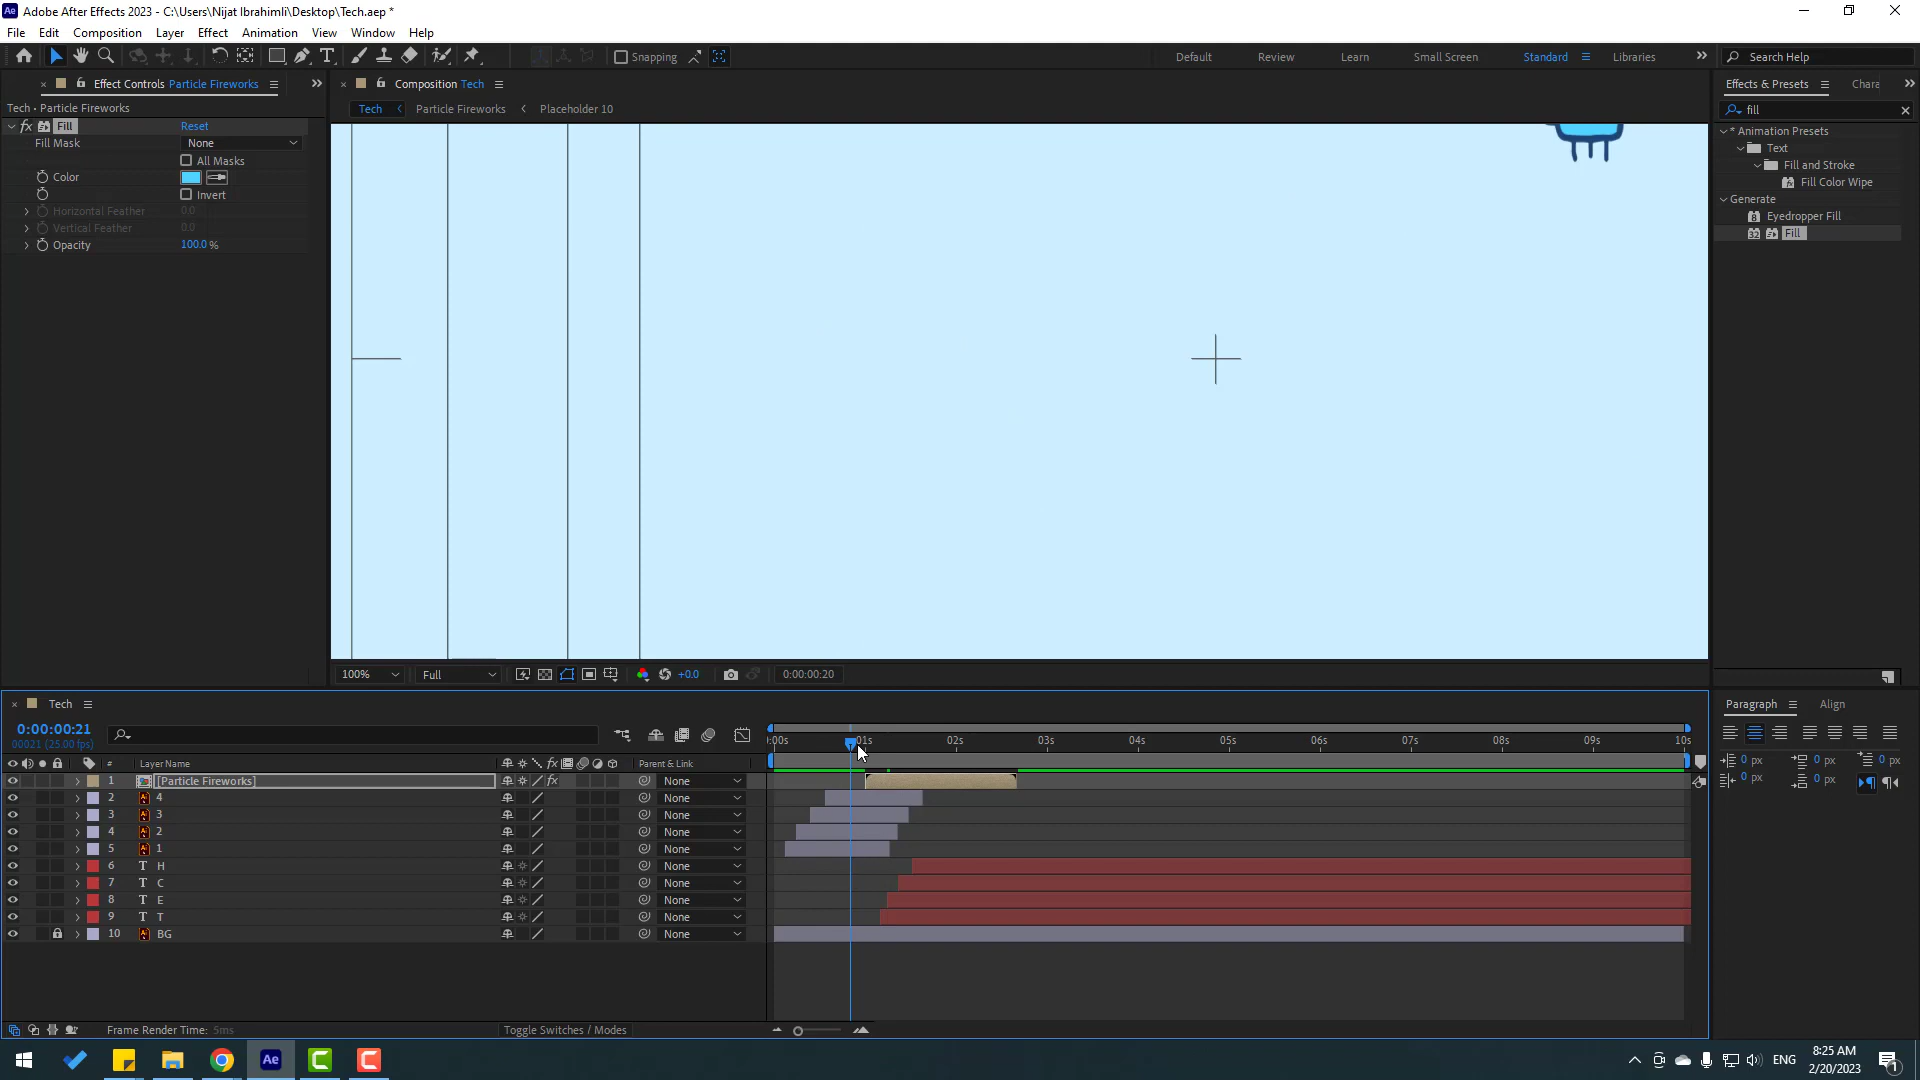 Adobe After Effects 2023 - C:\Users\Nijat Ibrahimli\Desktop\Tech.aep *
File Edit Composition Layer Effect Animation View Window Help
Snapping
Default Review Learn Small Screen Standard Libraries Search Help
Effect Controls Particle Fireworks
Composition Tech
Effects & Presets Chara
Tech • Particle Fireworks
Tech Particle Fireworks Placeholder 10
fill
fx Fill Reset
Fill Mask None
All Masks
Color
Invert
Horizontal Feather 0.0
Vertical Feather 0.0
Opacity 100.0 %
* Animation Presets
Text
Fill and Stroke
Fill Color Wipe
Generate
Eyedropper Fill
Fill
100% Full +0.0 0:00:00:20
Tech
0:00:00:21
00021 (25.00 fps)
:00s 01s 02s 03s 04s 05s 06s 07s 08s 09s 10s
# Layer Name Parent & Link
1 [Particle Fireworks] None
2 4 None
3 3 None
4 2 None
5 1 None
6 H None
7 C None
8 E None
9 T None
10 BG None
Frame Render Time: 5ms Toggle Switches / Modes
Paragraph Align
0 px 0 px 0 px
0 px 0 px
ENG 8:25 AM
2/20/2023
1